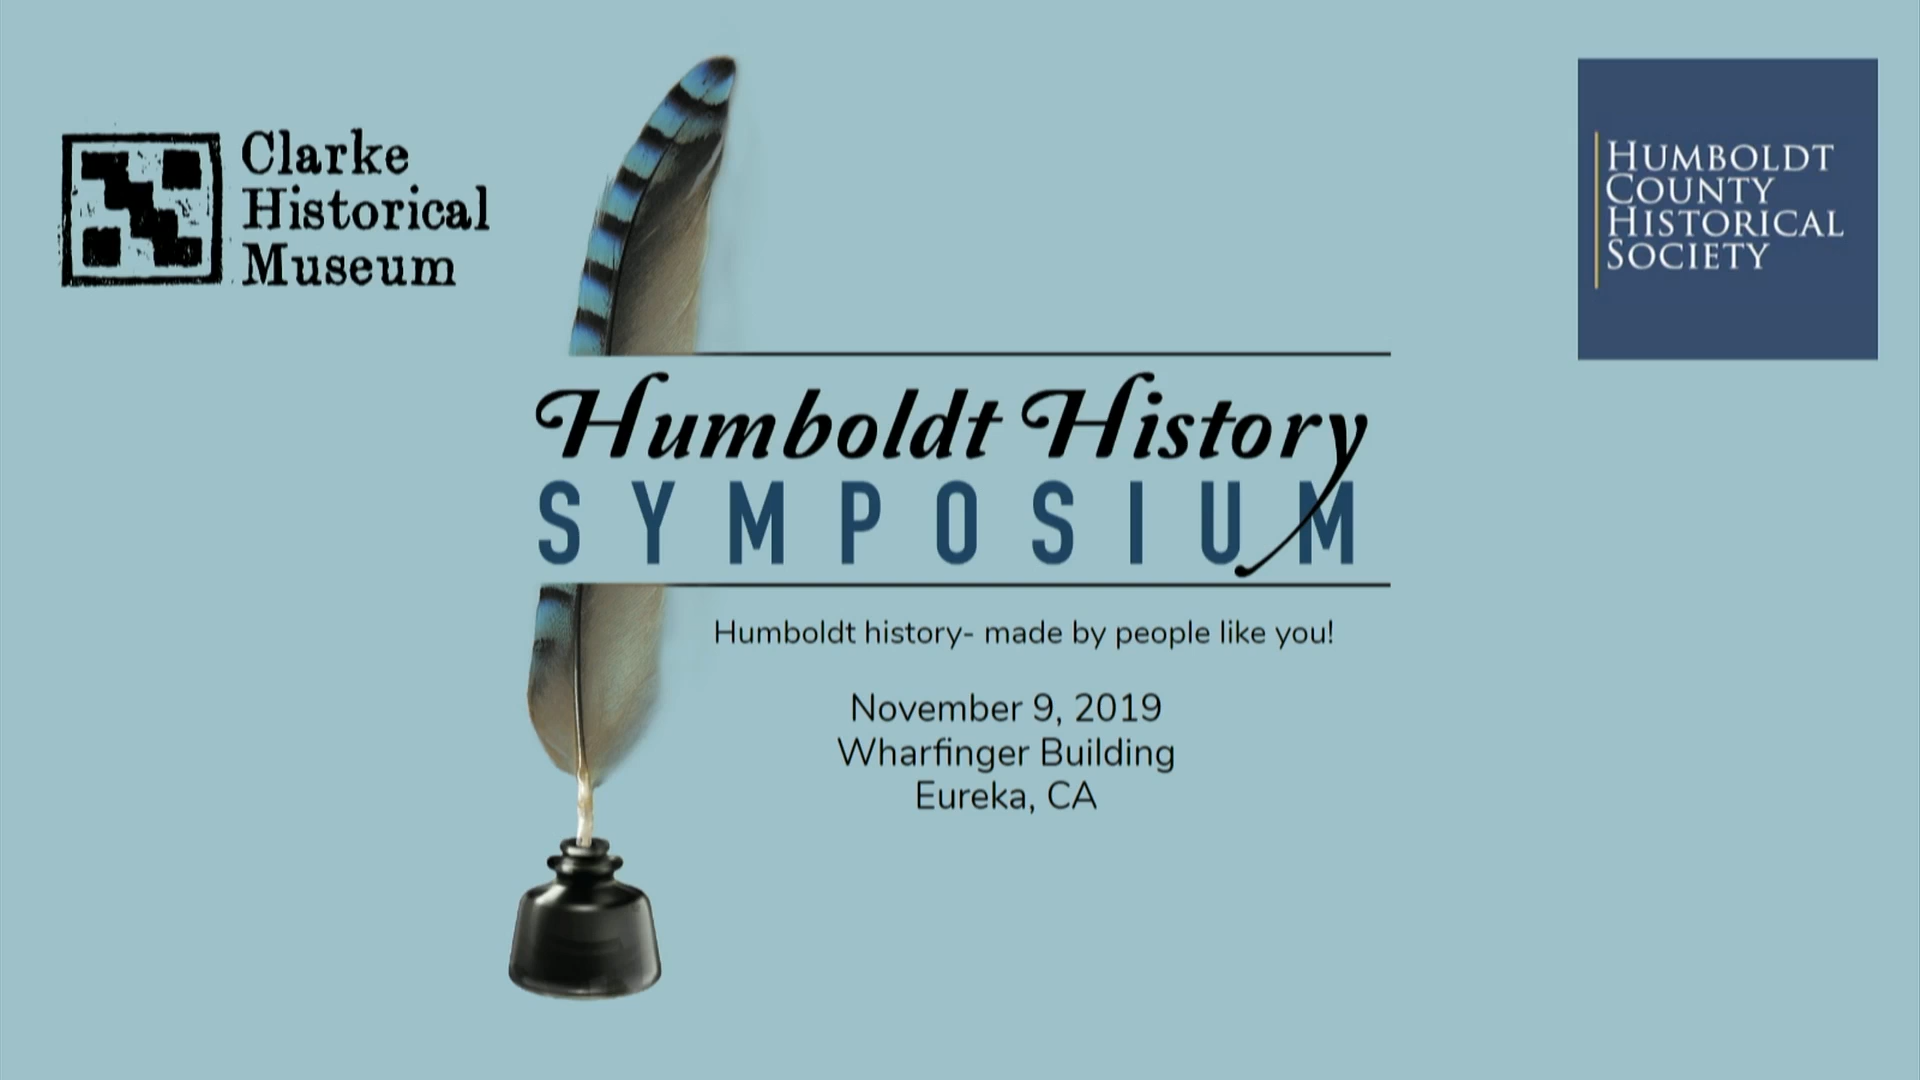 Clarke
Historical
Museum
HUMBOLDT
COUNTY
HISTORICAL
SOCIETY
Humboldt History
SYMPOSIUM
Humboldt history- made by people like you!
November 9, 2019
Wharfinger Building
Eureka, CA